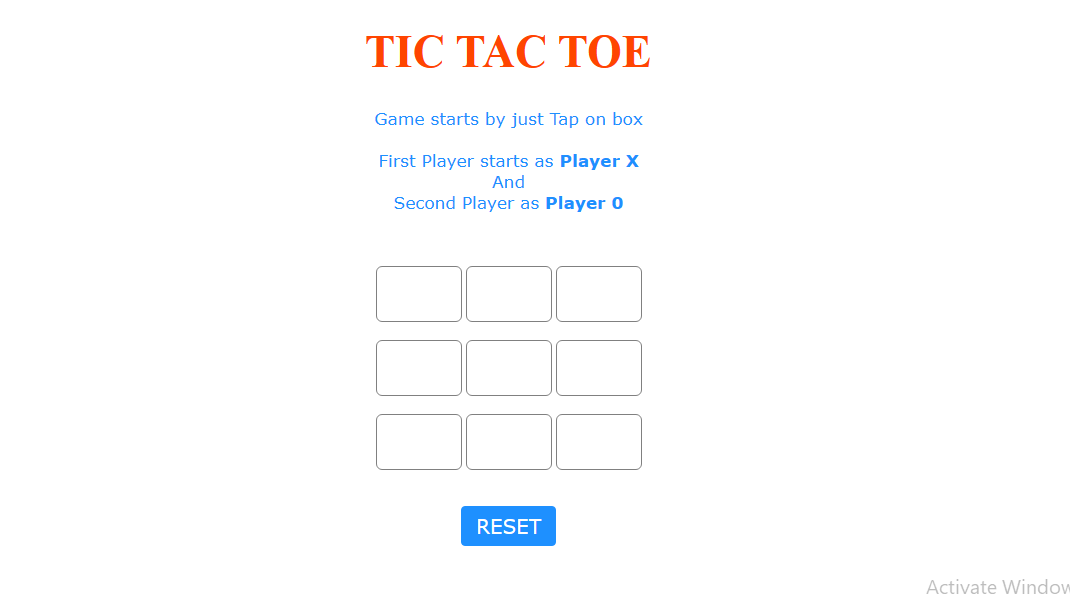 TIC TAC TOE
Game starts by just Tap on box
First Player starts as Player X
And
Second Player as Player 0
RESET
Activate Window